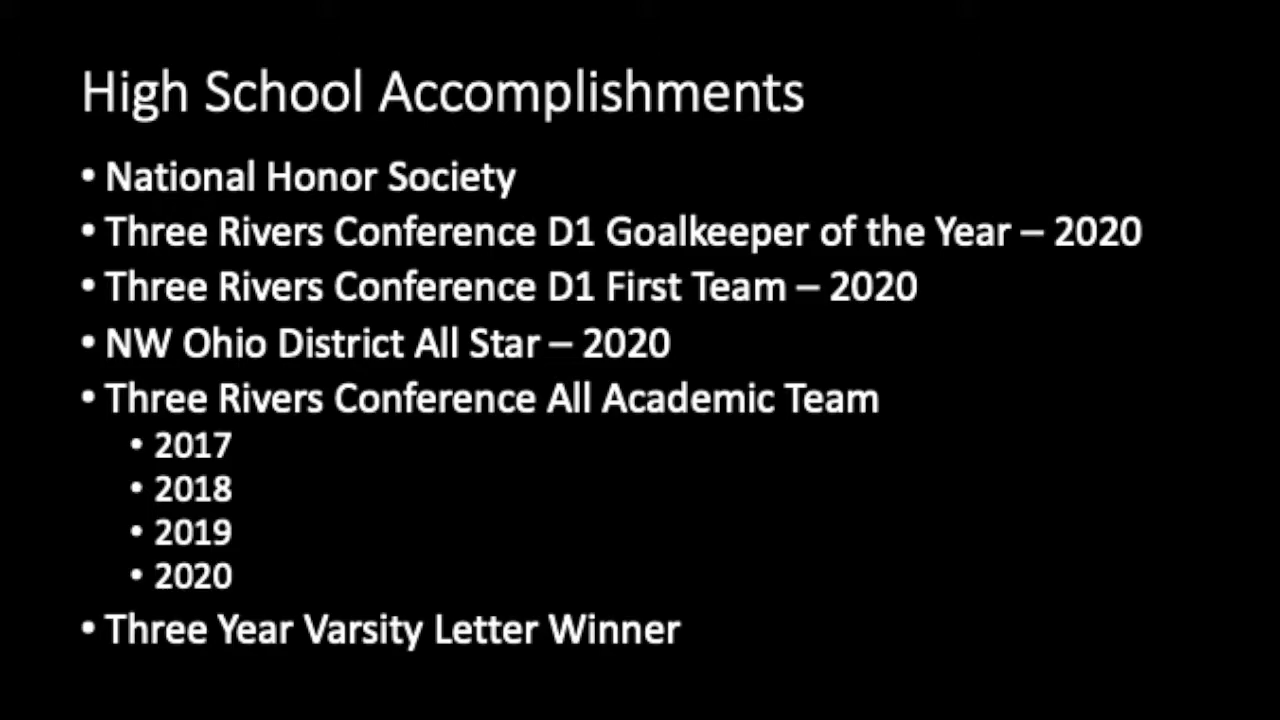 High School Accomplishments
• National Honor Society
• Three Rivers Conference D1 Goalkeeper of the Year – 2020
• Three Rivers Conference D1 First Team – 2020
• NW Ohio District All Star – 2020
• Three Rivers Conference All Academic Team
• 2017
• 2018
• 2019
• 2020
• Three Year Varsity Letter Winner